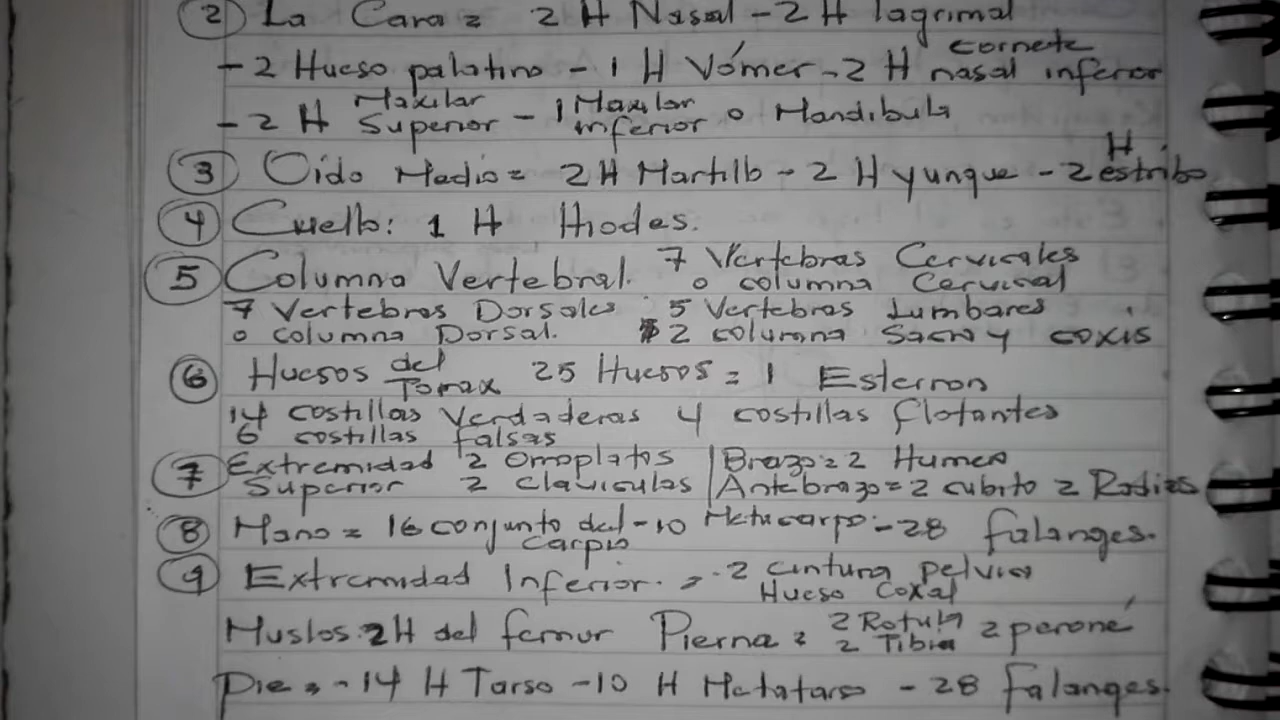 2) La Cara = 2 H Nasal - 2 H lagrimal
- 2 Hueso palatino - 1 H Vómer - 2 H cornete nasal inferior
- 2 H Maxilar Superior - 1 Maxilar inferior o Mandibula
3) Oido Medio = 2 H Martillo - 2 H yunque - 2 H estribo
4) Cuello: 1 H Hiodes.
5) Columna Vertebral. 7 Vertebras Cervicales o columna Cervical
7 Vertebras Dorsales o columna Dorsal. 5 Vertebras Lumbares 2 columna Sacro y coxis
6) Huesos del Torax 25 Huesos = 1 Esternon
14 costillas Verdaderas 4 costillas flotantes
6 costillas falsas
7) Extremidad Superior 2 Omoplatos 2 claviculas | Brazo = 2 Humero | Antebrazo = 2 cubito 2 Radios
8) Mano = 16 conjunto del Carpio - 10 Metacarpo - 28 falanges.
9) Extremidad Inferior. = 2 cintura pelvica Hueso Coxal
Muslos: 2H del femur Pierna = 2 Rotula 2 Tibia 2 peroné
Pie = - 14 H Tarso - 10 H Metatarso - 28 falanges.